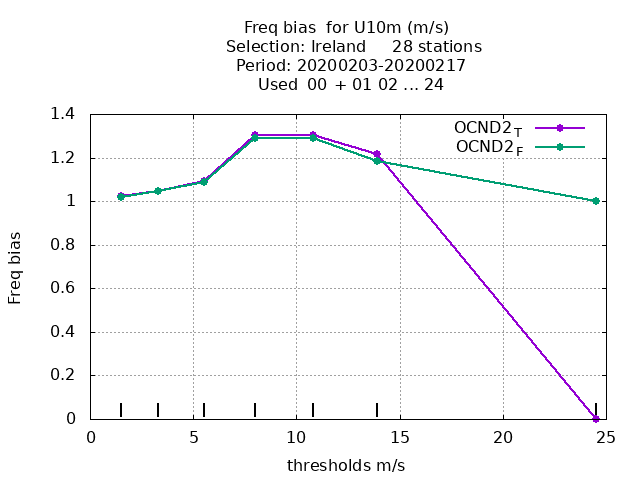 Freq bias  for U10m (m/s)
Selection: Ireland     28 stations
Period: 20200203-20200217
Used  00 + 01 02 ... 24
OCND2T
OCND2F
Freq bias
1.4
1.2
1
0.8
0.6
0.4
0.2
0
0 5 10 15 20 25
thresholds m/s